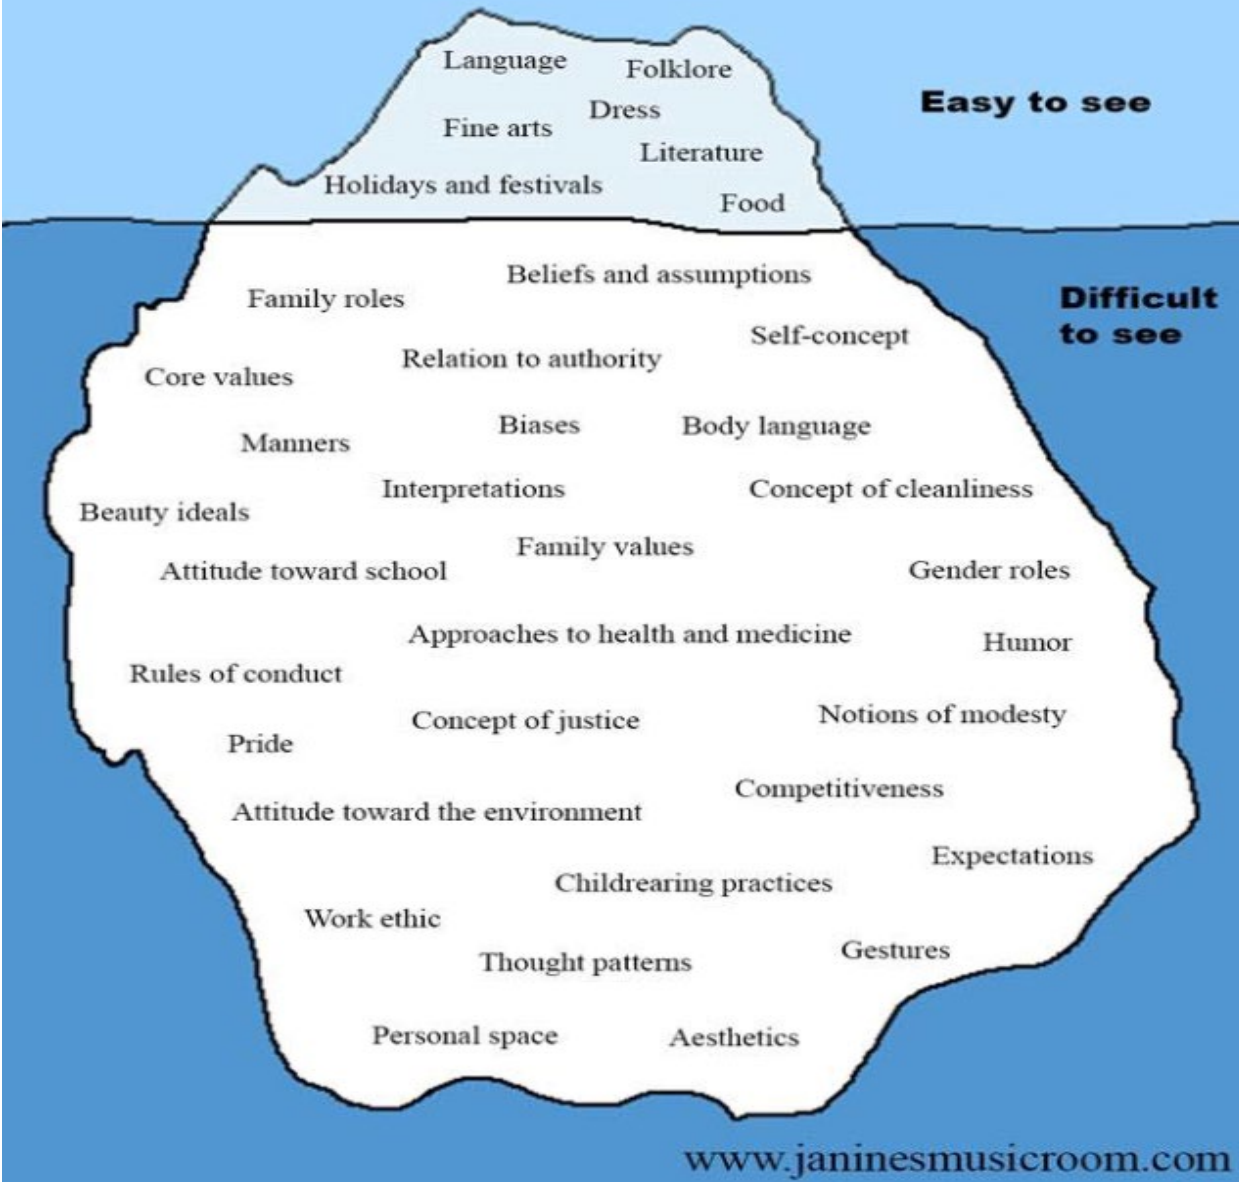 Language
Folklore
Easy to see
Dress
Fine arts
Literature
Holidays and festivals
Food
Beliefs and assumptions
Family roles
Difficult
to see
Self-concept
Relation to authority
Core values
Biases
Body language
Manners
Interpretations
Concept of cleanliness
Beauty ideals
Family values
Attitude toward school
Gender roles
Approaches to health and medicine
Humor
Rules of conduct
Concept of justice
Notions of modesty
Pride
Competitiveness
Attitude toward the environment
Expectations
Childrearing practices
Work ethic
Gestures
Thought patterns
Personal space
Aesthetics
www.janinesmusicroom.com